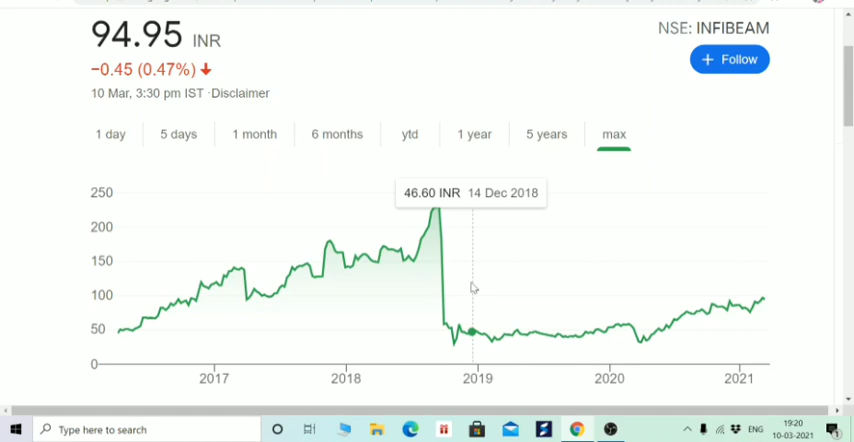 94.95 INR
NSE: INFIBEAM
−0.45 (0.47%)
+ Follow
10 Mar, 3:30 pm IST ·Disclaimer
1 day 5 days 1 month 6 months ytd 1 year 5 years max
46.60 INR 14 Dec 2018
250
200
150
100
50
0
2017 2018 2019 2020 2021
Type here to search
ENG
19:20
10-03-2021
1